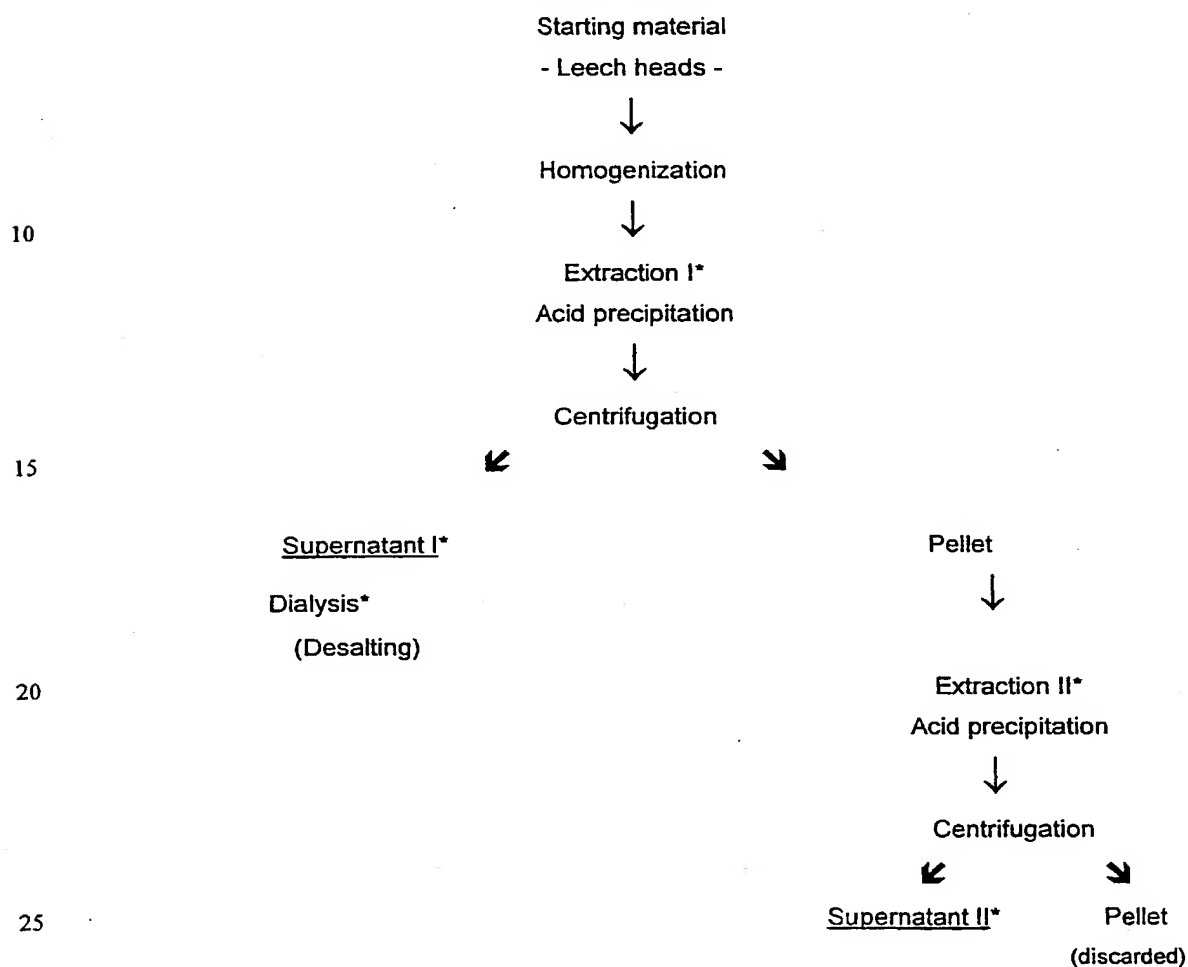 Starting material
- Leech heads -
Homogenization
10
Extraction I*
Acid precipitation
Centrifugation
15
Supernatant I*
Pellet
Dialysis*
(Desalting)
20
Extraction II*
Acid precipitation
Centrifugation
25
Supernatant II*
Pellet
(discarded)